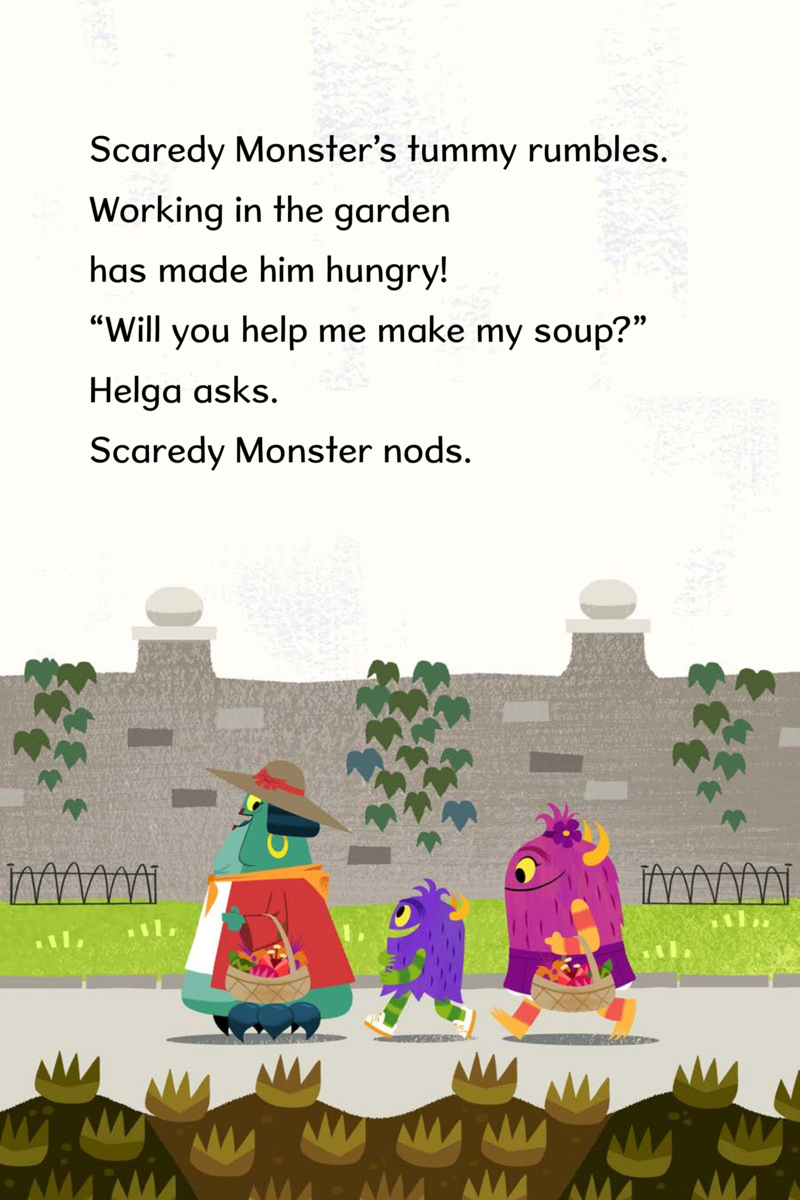 Scaredy Monster’s tummy rumbles.
Working in the garden
has made him hungry!
“Will you help me make my soup?”
Helga asks.
Scaredy Monster nods.